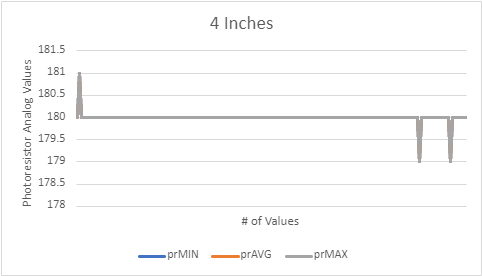 4 Inches
Photoresistor Analog Values
181.5
181
180.5
180
179.5
179
178.5
178
# of Values
prMIN prAVG prMAX